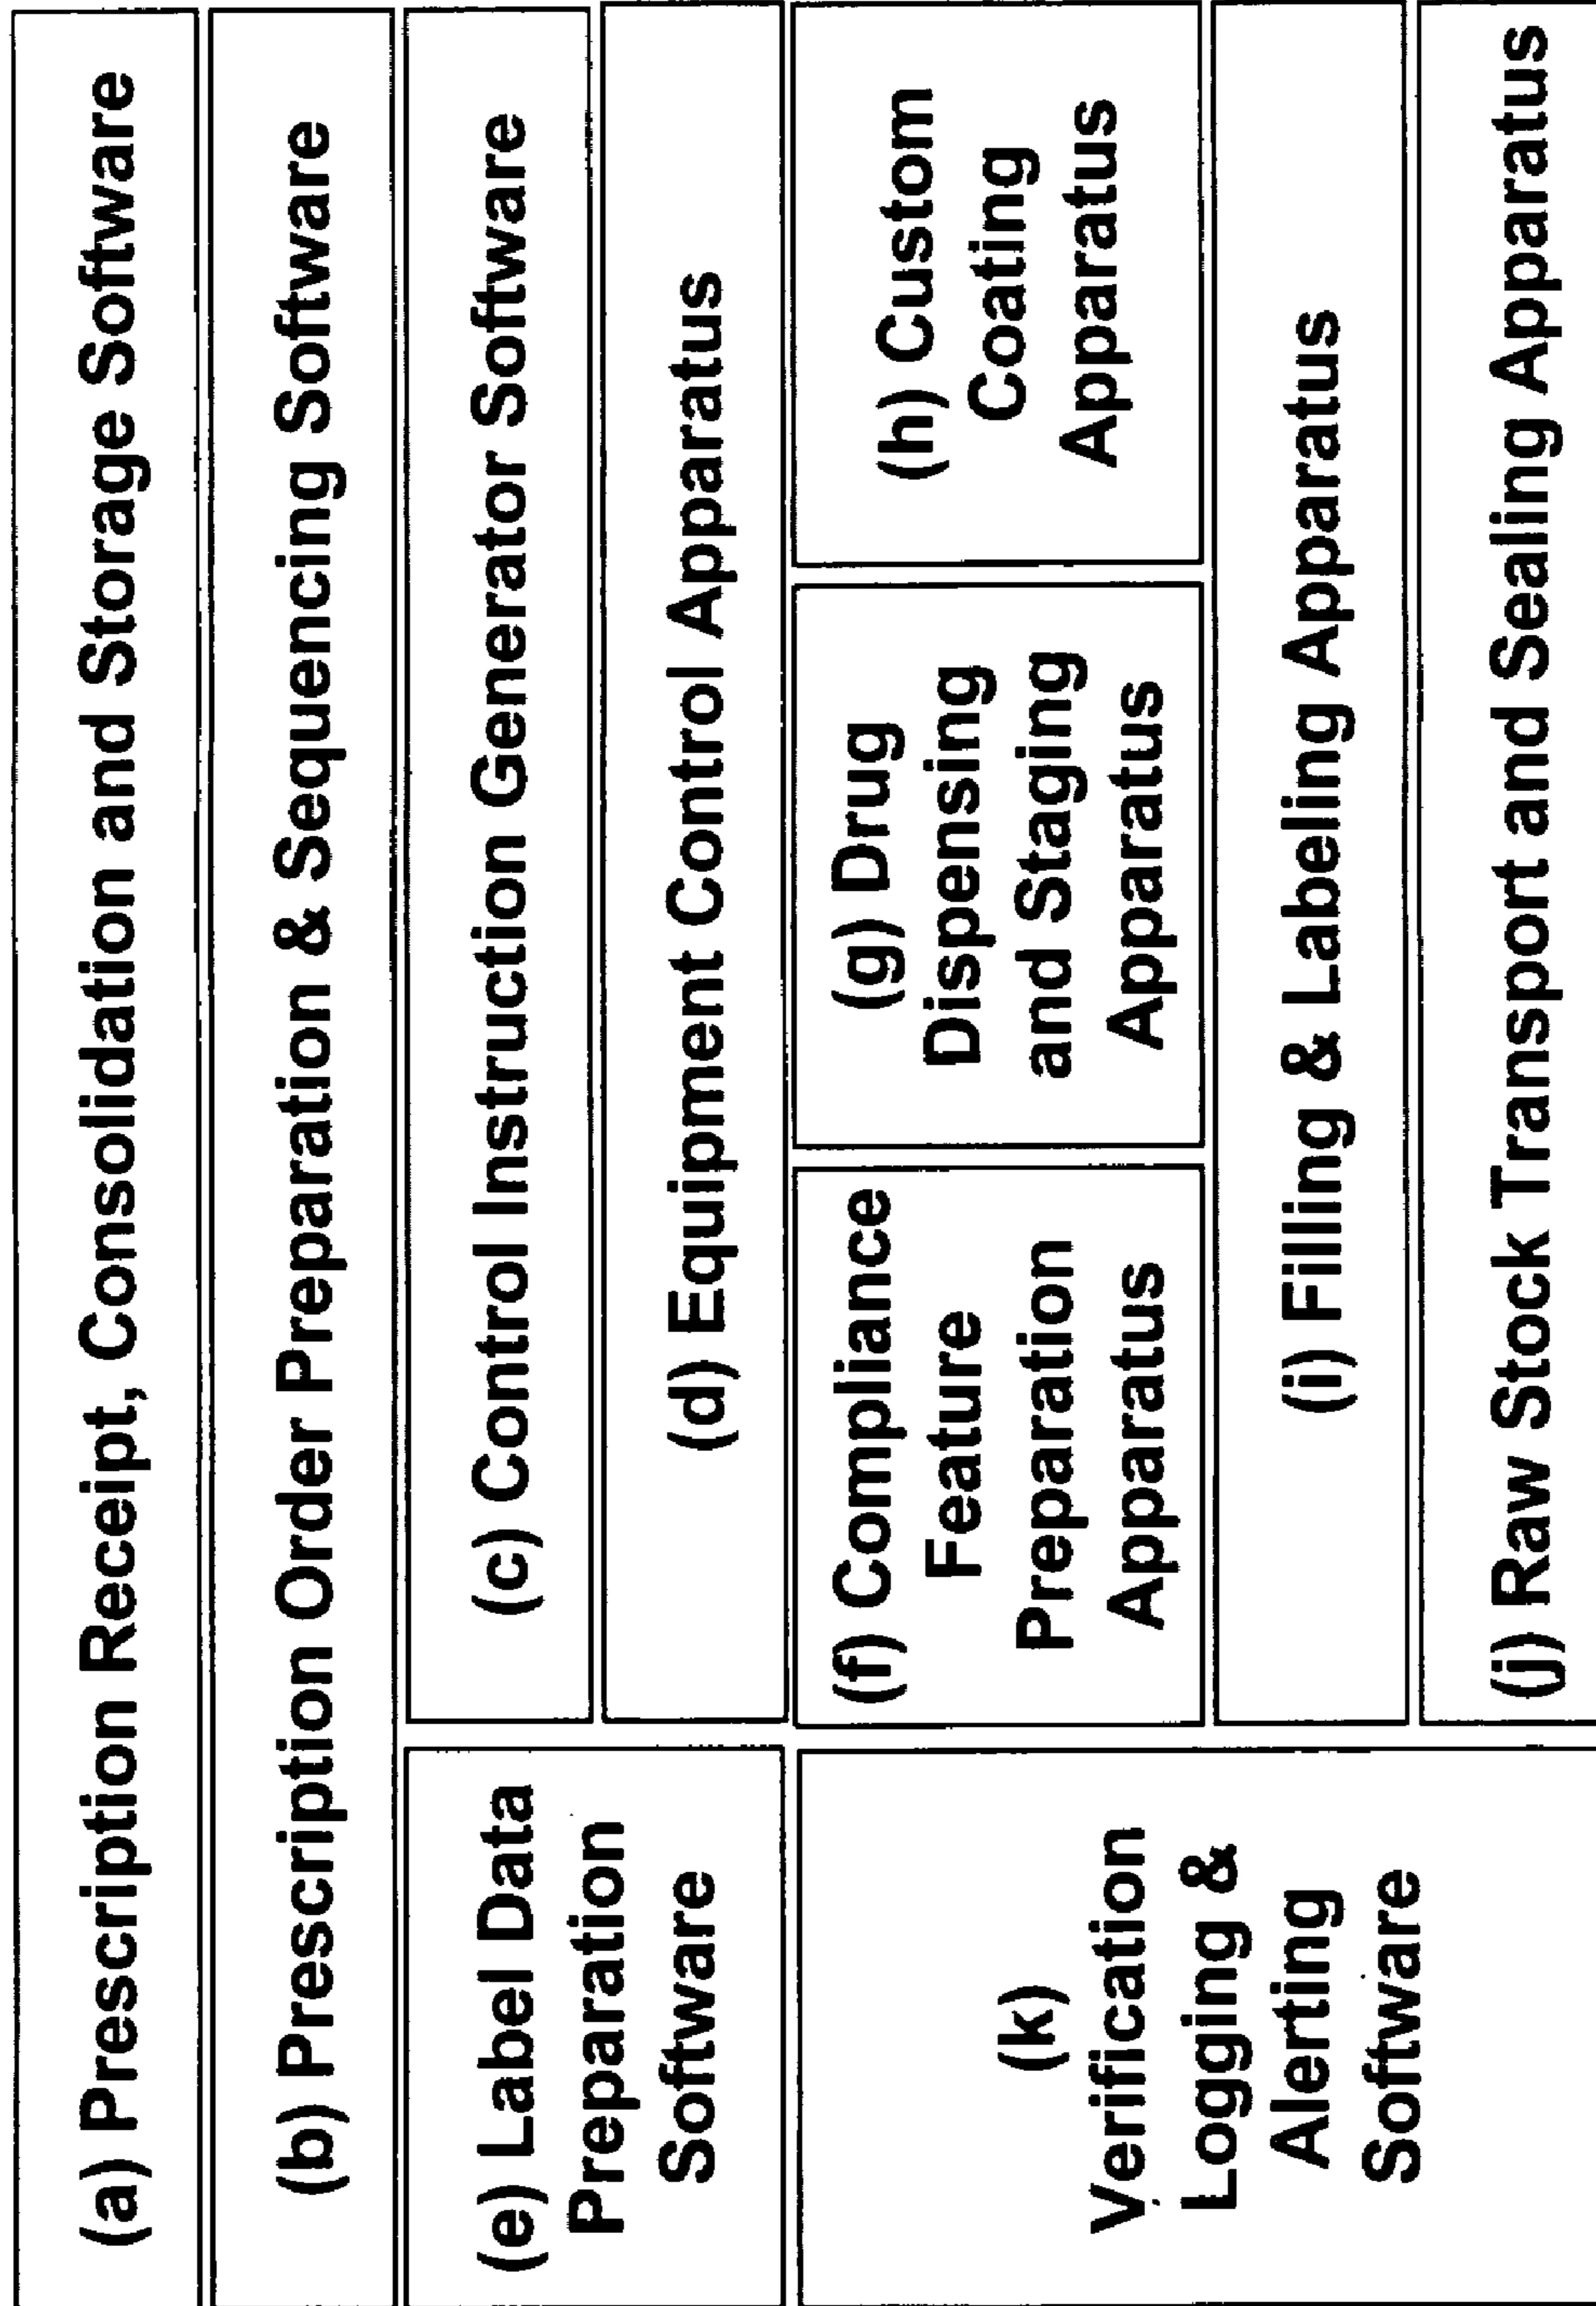 (a) Prescription Receipt, Consolidation and Storage Software
(b) Prescription Order Preparation & Sequencing Software
(e) Label Data
Preparation
Software
(c) Control Instruction Generator Software
(d) Equipment Control Apparatus
(k)
Verification
Logging &
Alerting
Software
(f) Compliance
Feature
Preparation
Apparatus
(g) Drug
Dispensing
and Staging
Apparatus
(h) Custom
Coating
Apparatus
(i) Filling & Labeling Apparatus
(j) Raw Stock Transport and Sealing Apparatus